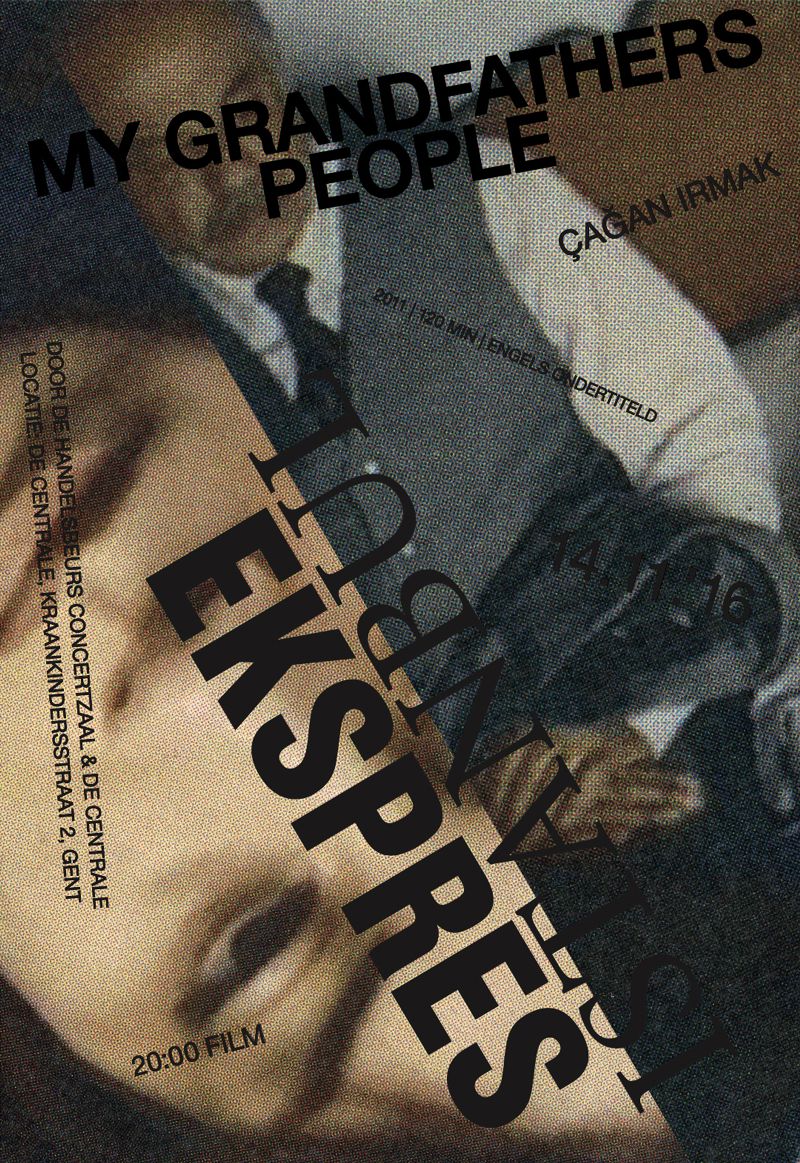 MY GRANDFATHERS
PEOPLE
ÇAĞAN IRMAK
2011 | 120 MIN | ENGELS ONDERTITELD
14.11.'16
DOOR DE HANDELSBEURS CONCERTZAAL & DE CENTRALE
LOCATIE: DE CENTRALE, KRAANKINDERSSTRAAT 2, GENT
ISTANBUL
EKSPRES
20:00 FILM